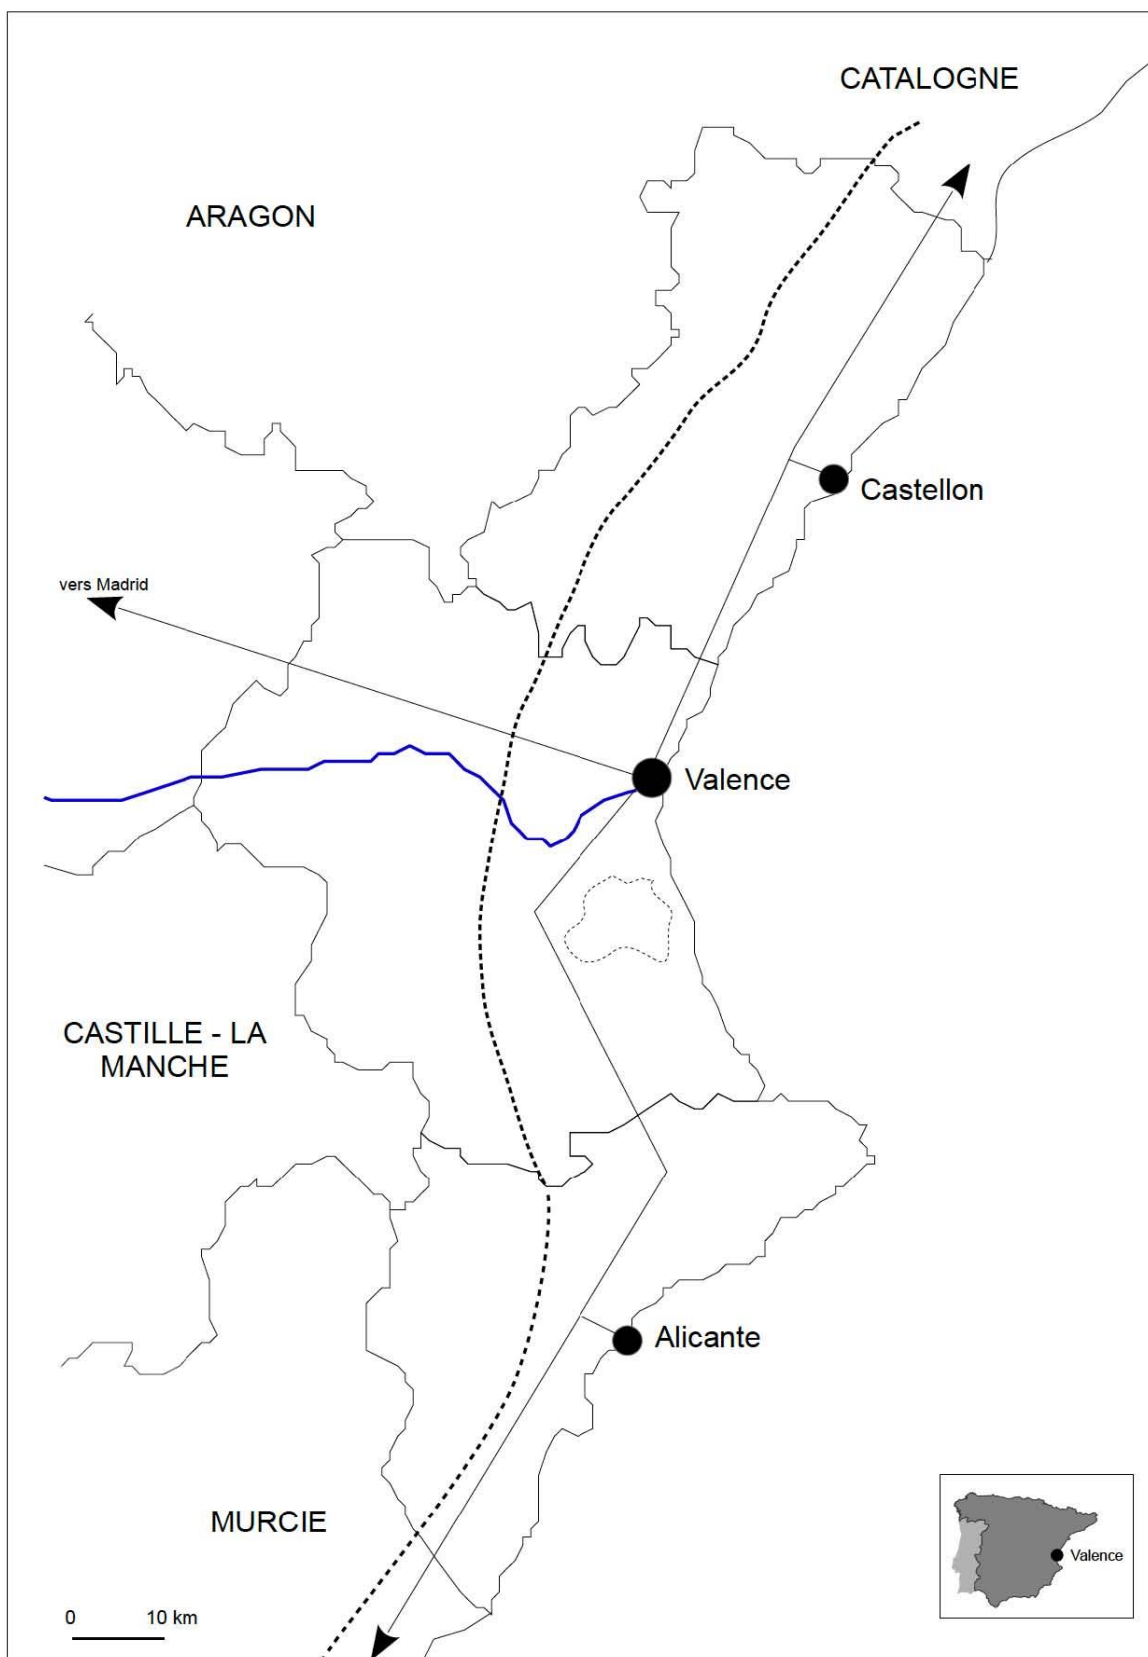 CATALOGNE
ARAGON
Castellon
vers Madrid
Valence
CASTILLE - LA
MANCHE
Alicante
MURCIE
Valence
0 10 km